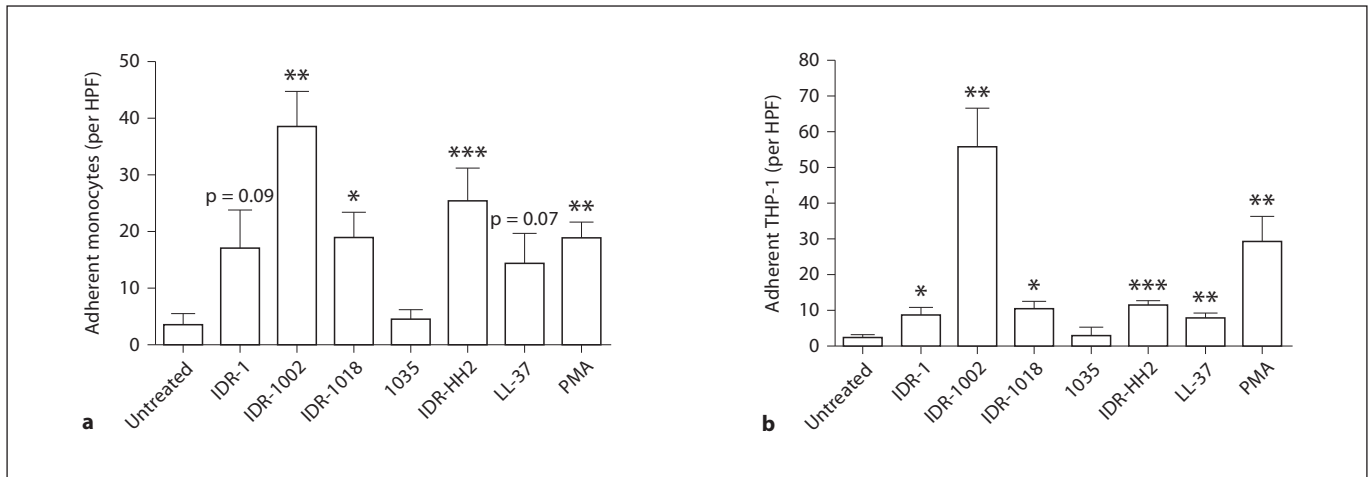 Adherent monocytes (per HPF)
50
40
30
20
10
0
p = 0.09
**
*
***
p = 0.07
**
Untreated
IDR-1
IDR-1002
IDR-1018
1035
IDR-HH2
LL-37
PMA
a
Adherent THP-1 (per HPF)
80
70
60
50
40
30
20
10
0
*
**
*
***
**
**
Untreated
IDR-1
IDR-1002
IDR-1018
1035
IDR-HH2
LL-37
PMA
b